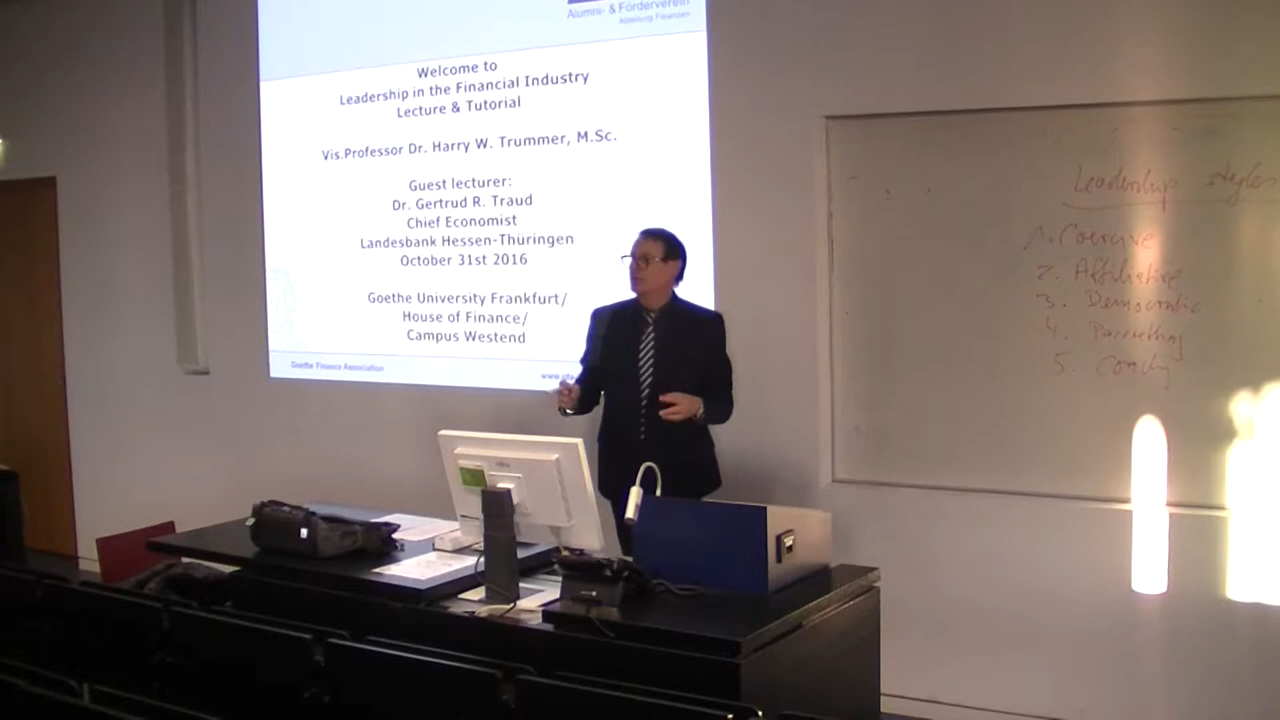 Alumni- & Förderverein
Abteilung Finanzen
Welcome to
Leadership in the Financial Industry
Lecture & Tutorial
Vis.Professor Dr. Harry W. Trummer, M.Sc.
Guest lecturer:
Dr. Gertrud R. Traud
Chief Economist
Landesbank Hessen-Thüringen
October 31st 2016
Goethe University Frankfurt/
House of Finance/
Campus Westend
Goethe Finance Association
Leadership styles
1. Coercive
2. Affiliative
3. Democratic
4.
5.